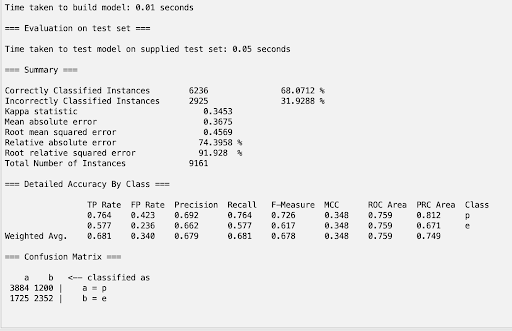 Time taken to build model: 0.01 seconds
=== Evaluation on test set ===
Time taken to test model on supplied test set: 0.05 seconds
=== Summary ===
Correctly Classified Instances 6236 68.0712 %
Incorrectly Classified Instances 2925 31.9288 %
Kappa statistic 0.3453
Mean absolute error 0.3675
Root mean squared error 0.4569
Relative absolute error 74.3958 %
Root relative squared error 91.928 %
Total Number of Instances 9161
=== Detailed Accuracy By Class ===
TP Rate FP Rate Precision Recall F-Measure MCC ROC Area PRC Area Class
0.764 0.423 0.692 0.764 0.726 0.348 0.759 0.812 p
0.577 0.236 0.662 0.577 0.617 0.348 0.759 0.671 e
Weighted Avg. 0.681 0.340 0.679 0.681 0.678 0.348 0.759 0.749
=== Confusion Matrix ===
a b <-- classified as
3884 1200 | a = p
1725 2352 | b = e